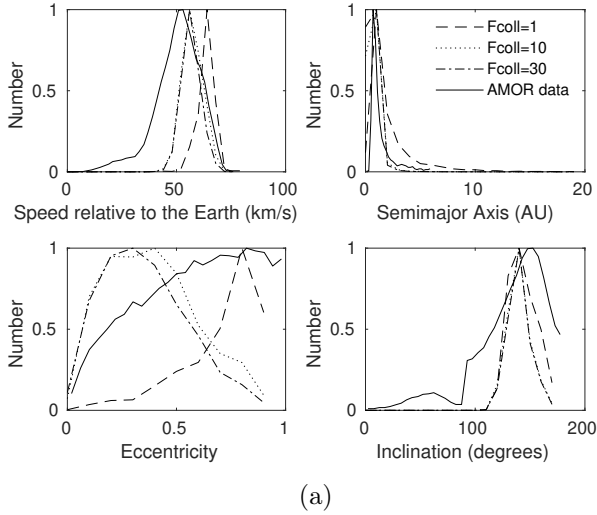 1
0.5
0
Number
0 50 100
Speed relative to the Earth (km/s)
1
0.5
0
Number
0 10 20
Semimajor Axis (AU)
Fcoll=1
Fcoll=10
Fcoll=30
AMOR data
1
0.5
0
Number
0 0.5 1
Eccentricity
1
0.5
0
Number
0 100 200
Inclination (degrees)
(a)